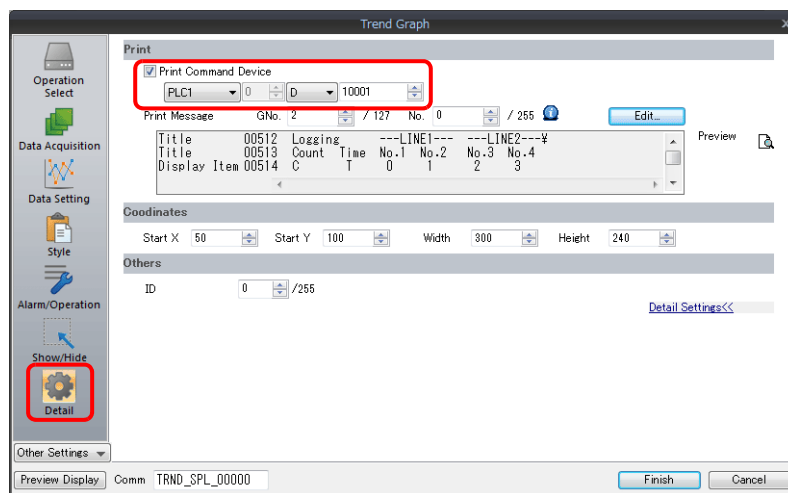 Trend Graph
Operation
Select
Data Acquisition
Data Setting
Style
Alarm/Operation
Show/Hide
Detail
Other Settings
Print
Print Command Device
PLC1 0 D 10001
Print Message GNo. 2 / 127 No. 0 / 255 Edit...
Title 00512 Logging ---LINE1--- ---LINE2---¥
Title 00513 Count Time No.1 No.2 No.3 No.4
Display Item 00514 C T 0 1 2 3
Preview
Coodinates
Start X 50 Start Y 100 Width 300 Height 240
Others
ID 0 /255
Detail Settings<<
Preview Display Comm TRND_SPL_00000 Finish Cancel